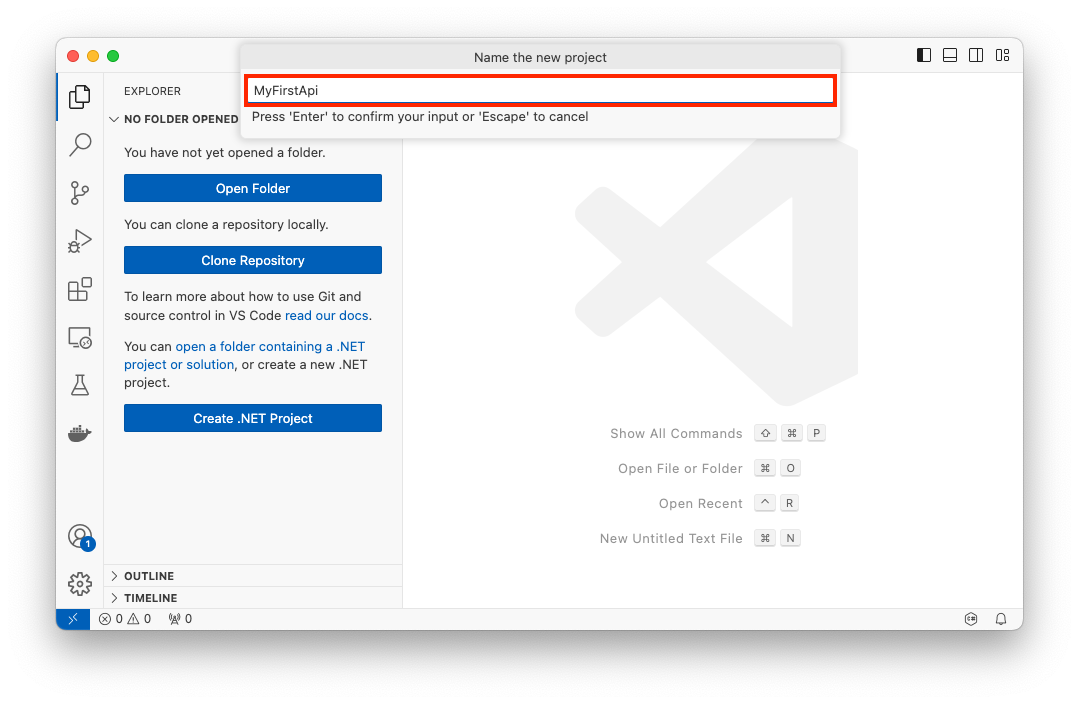 Name the new project
MyFirstApi
Press 'Enter' to confirm your input or 'Escape' to cancel
EXPLORER
NO FOLDER OPENED
You have not yet opened a folder.
Open Folder
You can clone a repository locally.
Clone Repository
To learn more about how to use Git and
source control in VS Code read our docs.
You can open a folder containing a .NET
project or solution, or create a new .NET
project.
Create .NET Project
Show All Commands ⇧ ⌘ P
Open File or Folder ⌘ O
Open Recent ⌃ R
New Untitled Text File ⌘ N
1
OUTLINE
TIMELINE
0 0 0